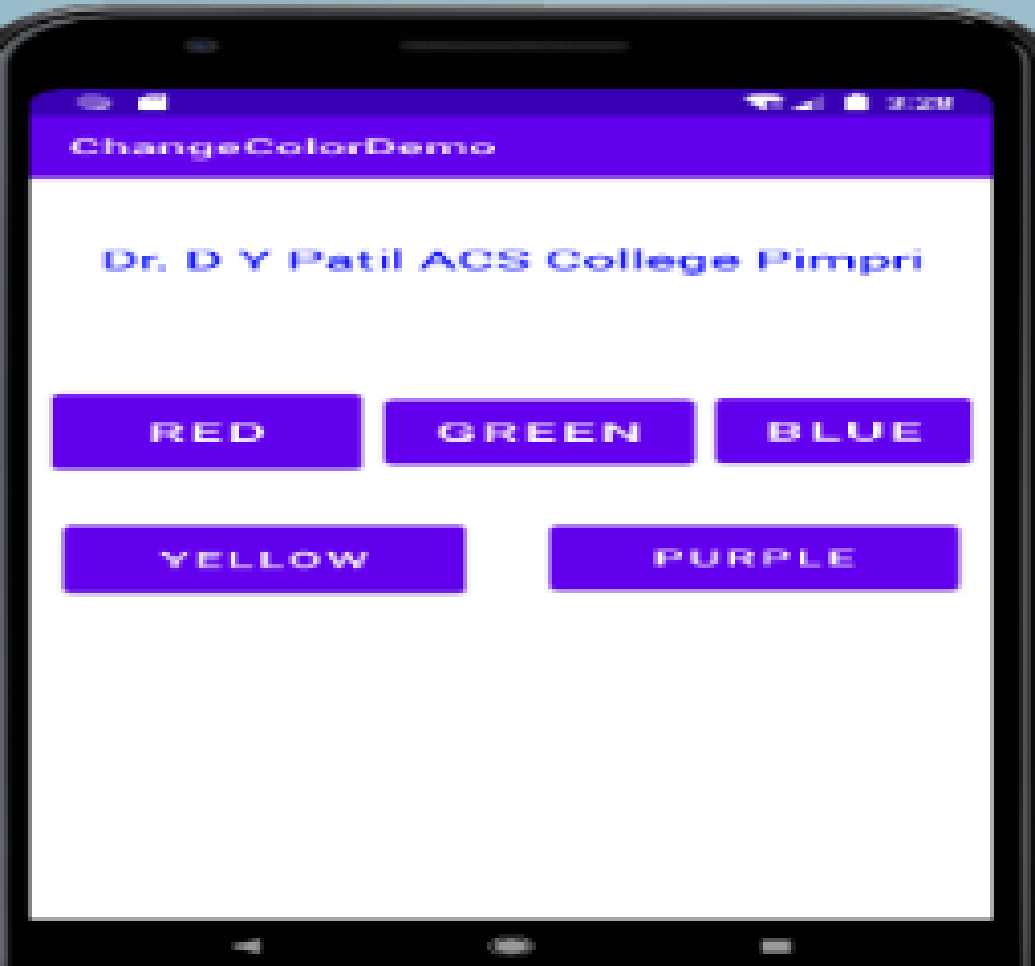 ChangeColorDemo
Dr. D Y Patil ACS College Pimpri
RED GREEN BLUE
YELLOW PURPLE